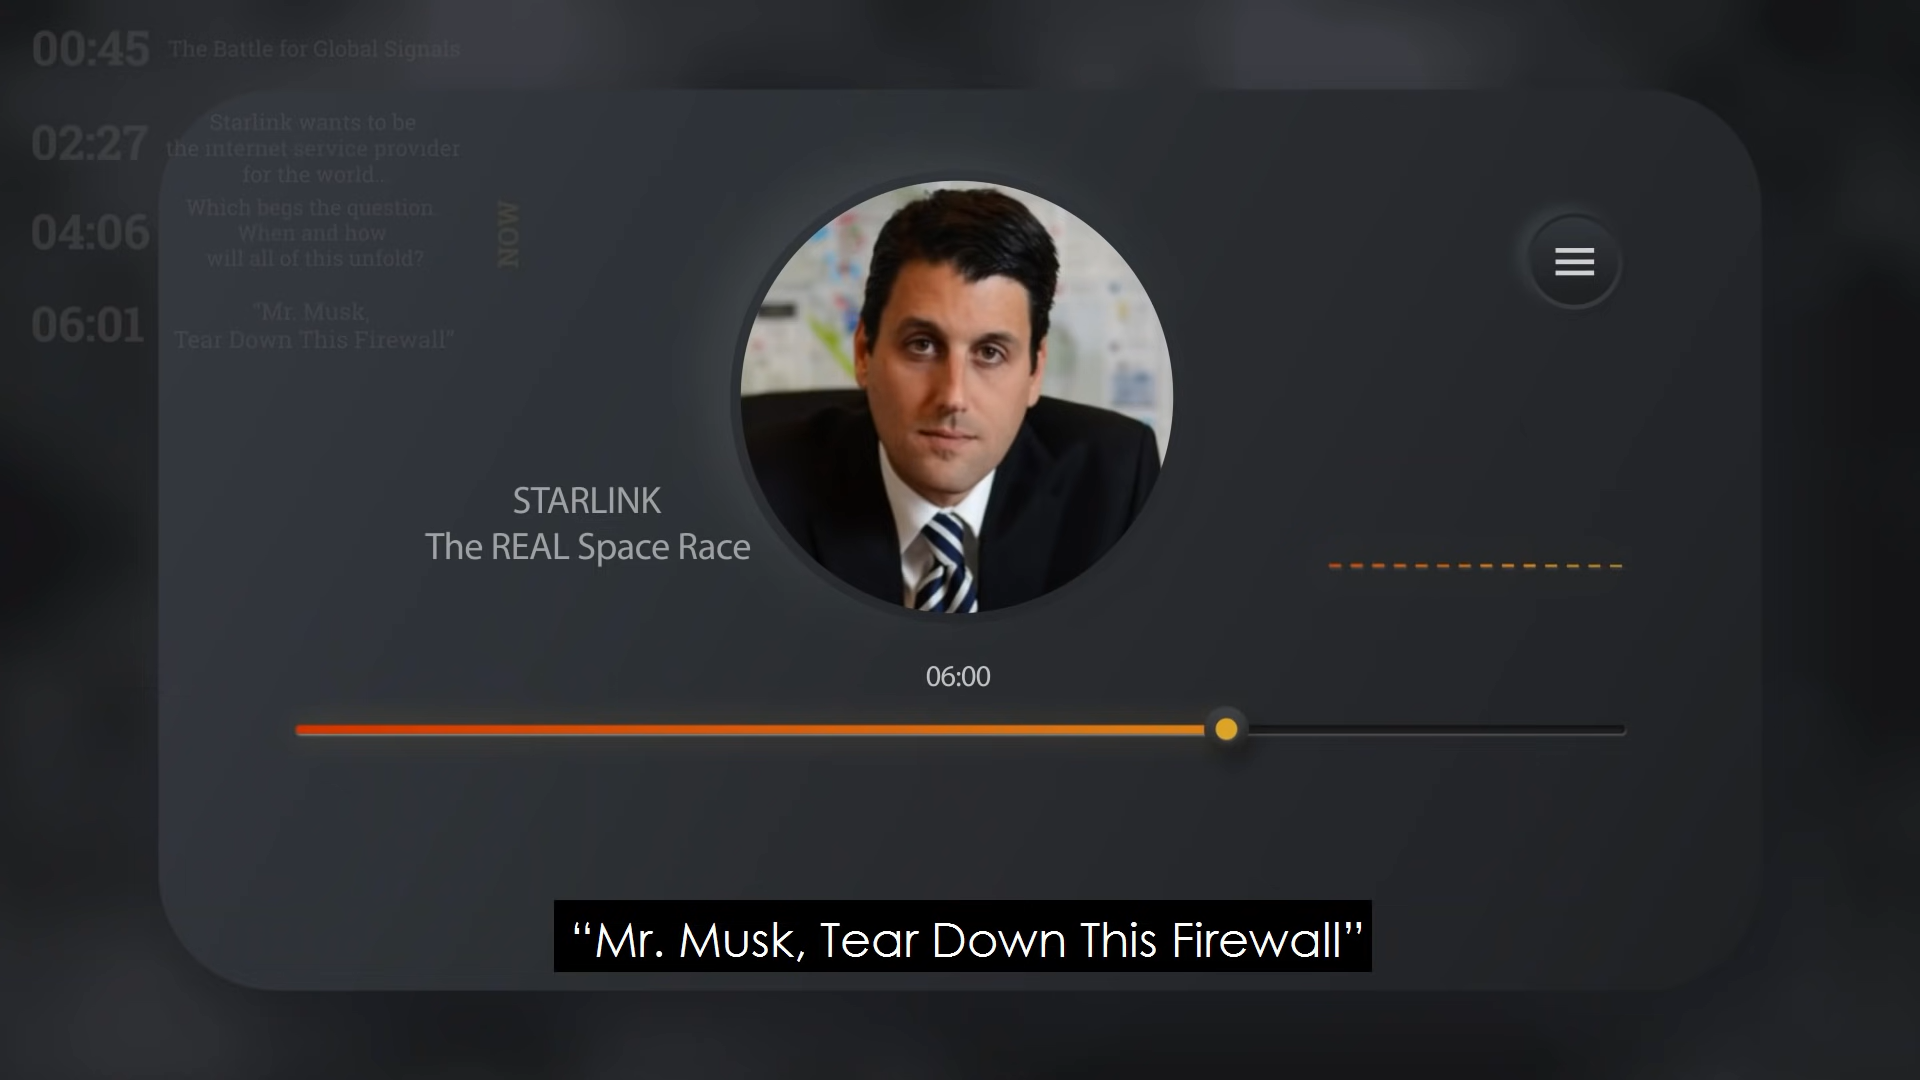 00:45
The Battle for Global Signals
02:27
Starlink wants to be
the internet service provider
for the world..
04:06
Which begs the question.
When and how
will all of this unfold?
NOW
06:01
“Mr. Musk,
Tear Down This Firewall”
STARLINK
The REAL Space Race
06:00
“Mr. Musk, Tear Down This Firewall”